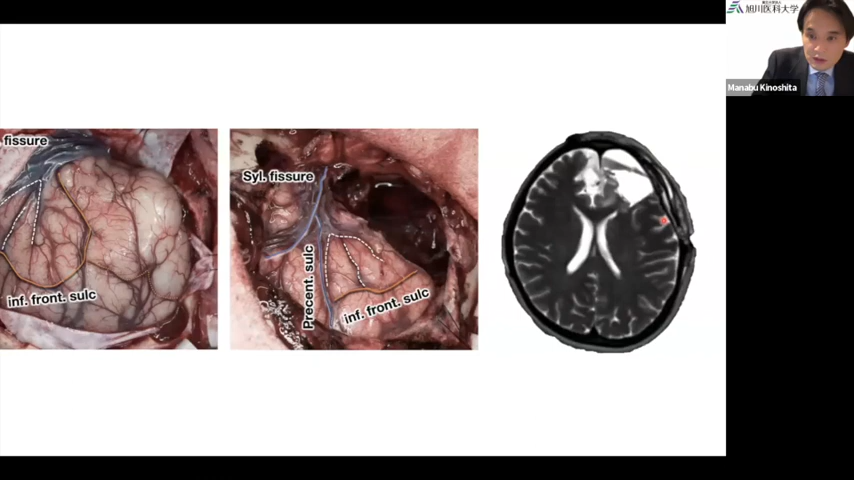 旭川医科大学
Manabu Kinoshita
fissure
inf. front. sulc
Syl. fissure
Precent. sulc
inf. front. sulc